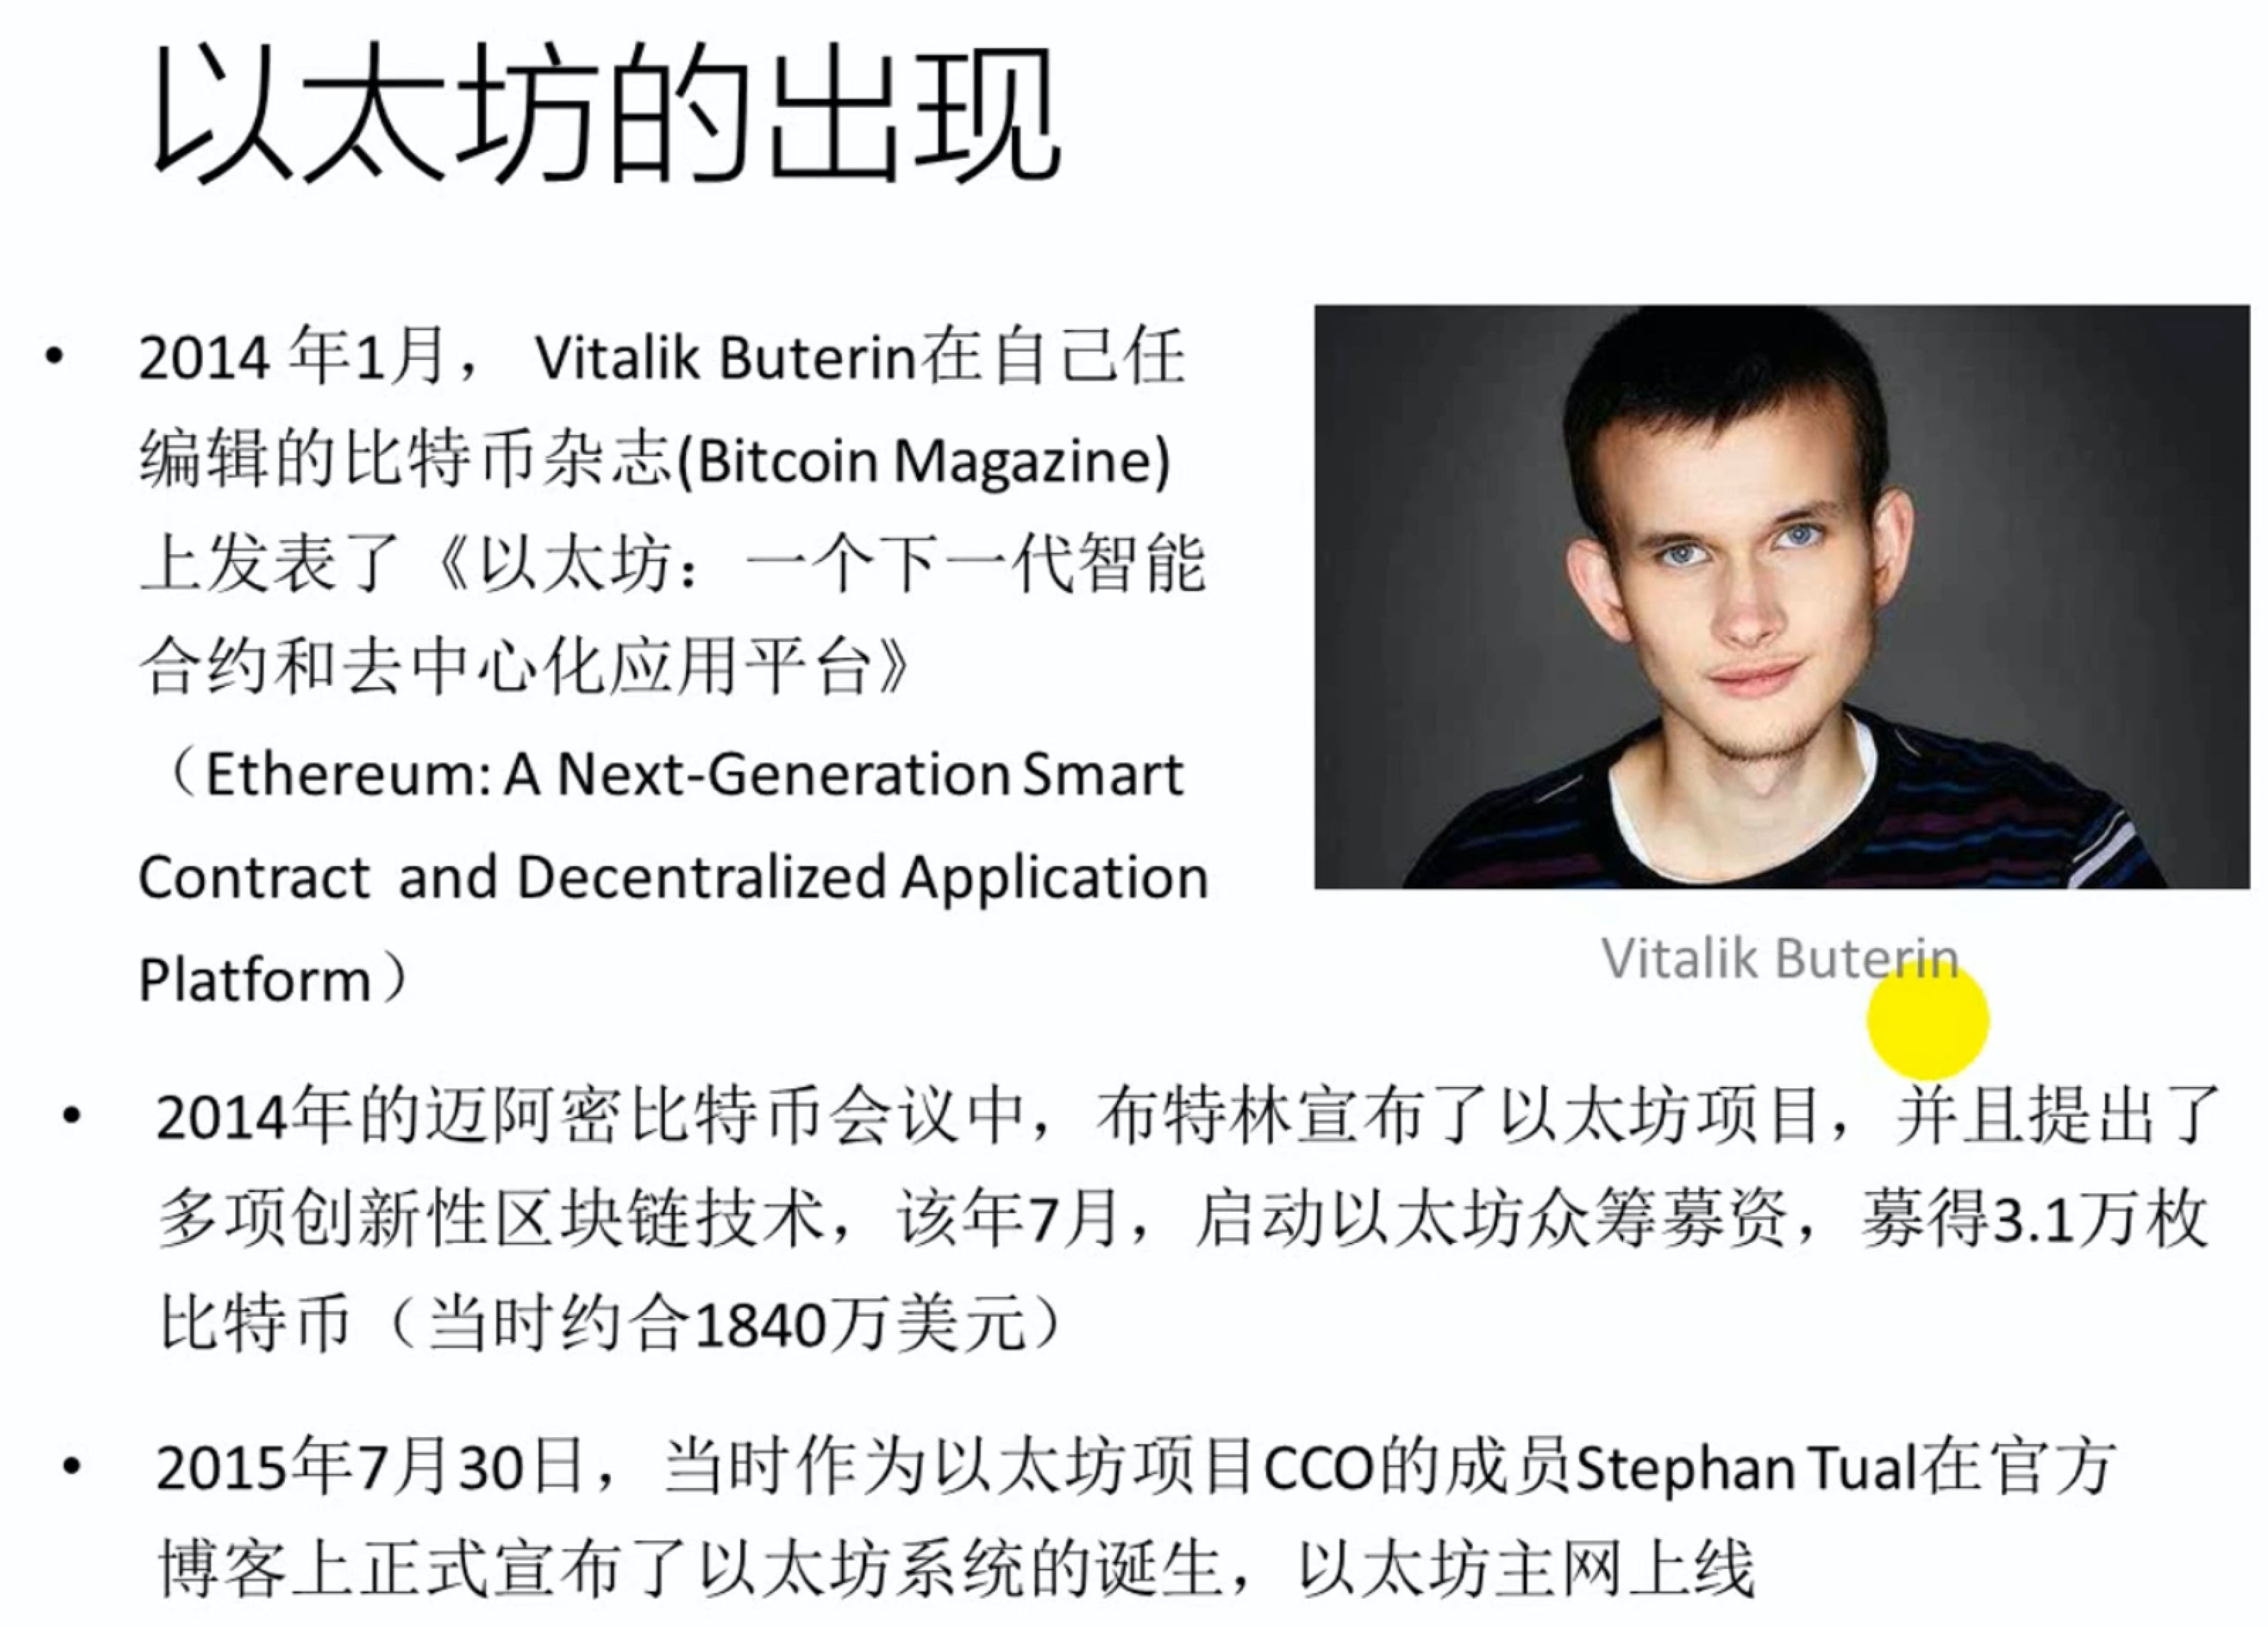 以太坊的出现
• 2014 年1月， Vitalik Buterin在自己任
编辑的比特币杂志(Bitcoin Magazine)
上发表了《以太坊：一个下一代智能
合约和去中心化应用平台》
（Ethereum: A Next-Generation Smart
Contract and Decentralized Application
Platform）
Vitalik Buterin
• 2014年的迈阿密比特币会议中，布特林宣布了以太坊项目，并且提出了
多项创新性区块链技术，该年7月，启动以太坊众筹募资，募得3.1万枚
比特币（当时约合1840万美元）
• 2015年7月30日，当时作为以太坊项目CCO的成员Stephan Tual在官方
博客上正式宣布了以太坊系统的诞生，以太坊主网上线